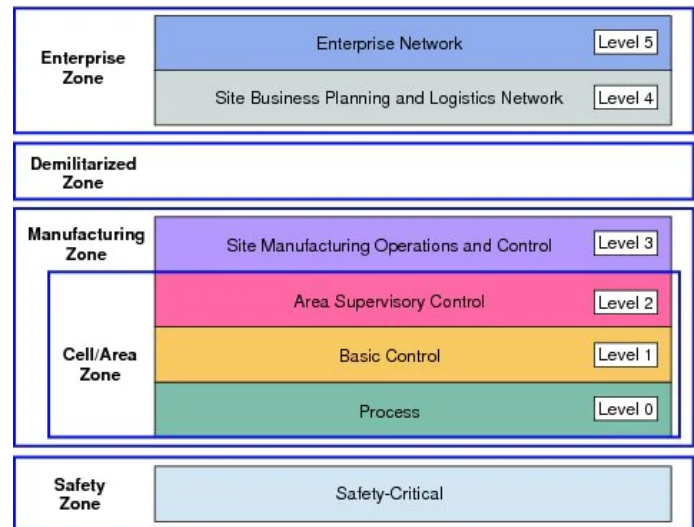 Enterprise
Zone
Enterprise Network
Level 5
Site Business Planning and Logistics Network
Level 4
Demilitarized
Zone
Manufacturing
Zone
Site Manufacturing Operations and Control
Level 3
Cell/Area
Zone
Area Supervisory Control
Level 2
Basic Control
Level 1
Process
Level 0
Safety
Zone
Safety-Critical